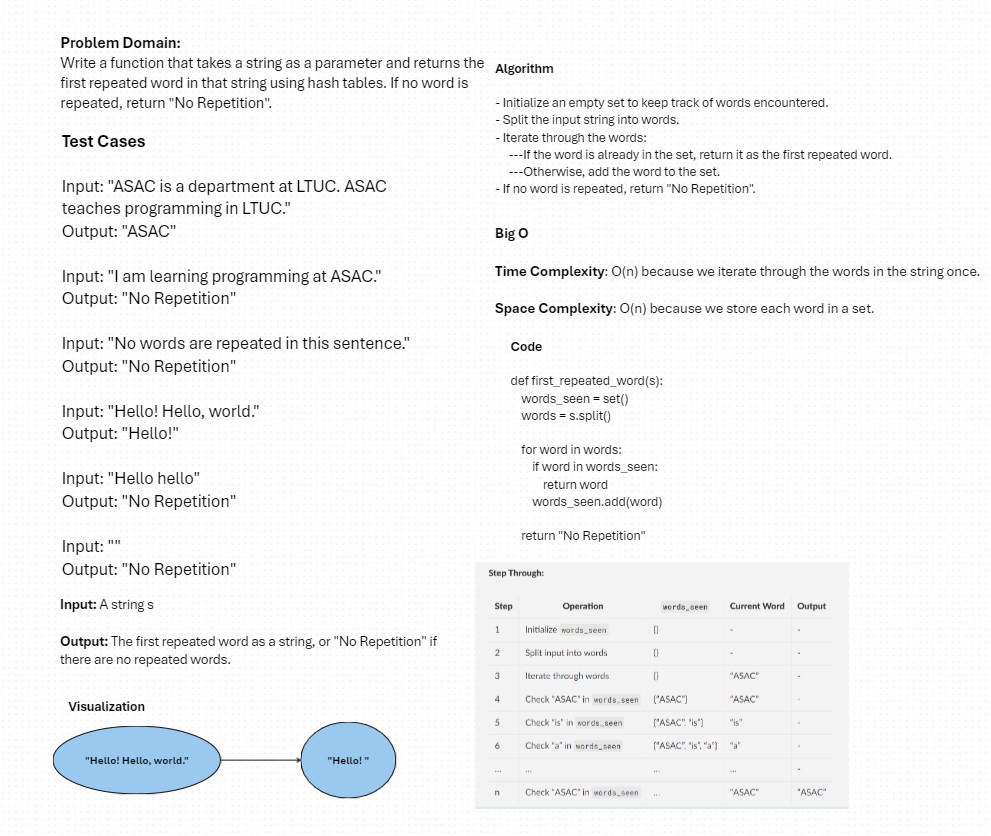 Problem Domain:
Write a function that takes a string as a parameter and returns the
first repeated word in that string using hash tables. If no word is
repeated, return "No Repetition".
Test Cases
Input: "ASAC is a department at LTUC. ASAC
teaches programming in LTUC."
Output: "ASAC"
Input: "I am learning programming at ASAC."
Output: "No Repetition"
Input: "No words are repeated in this sentence."
Output: "No Repetition"
Input: "Hello! Hello, world."
Output: "Hello!"
Input: "Hello hello"
Output: "No Repetition"
Input: ""
Output: "No Repetition"
Input: A string s
Output: The first repeated word as a string, or "No Repetition" if
there are no repeated words.
Visualization
"Hello! Hello, world."
"Hello! "
Algorithm
- Initialize an empty set to keep track of words encountered.
- Split the input string into words.
- Iterate through the words:
---If the word is already in the set, return it as the first repeated word.
---Otherwise, add the word to the set.
- If no word is repeated, return "No Repetition".
Big O
Time Complexity: O(n) because we iterate through the words in the string once.
Space Complexity: O(n) because we store each word in a set.
Code
def first_repeated_word(s):
words_seen = set()
words = s.split()
for word in words:
if word in words_seen:
return word
words_seen.add(word)
return "No Repetition"
Step Through:
Step Operation words_seen Current Word Output
1 Initialize words_seen {} - -
2 Split input into words {} - -
3 Iterate through words {} "ASAC" -
4 Check "ASAC" in words_seen {"ASAC"} "ASAC" -
5 Check "is" in words_seen {"ASAC", "is"} "is" -
6 Check "a" in words_seen {"ASAC", "is", "a"} "a" -
... ... ... ... -
n Check "ASAC" in words_seen ... "ASAC" "ASAC"